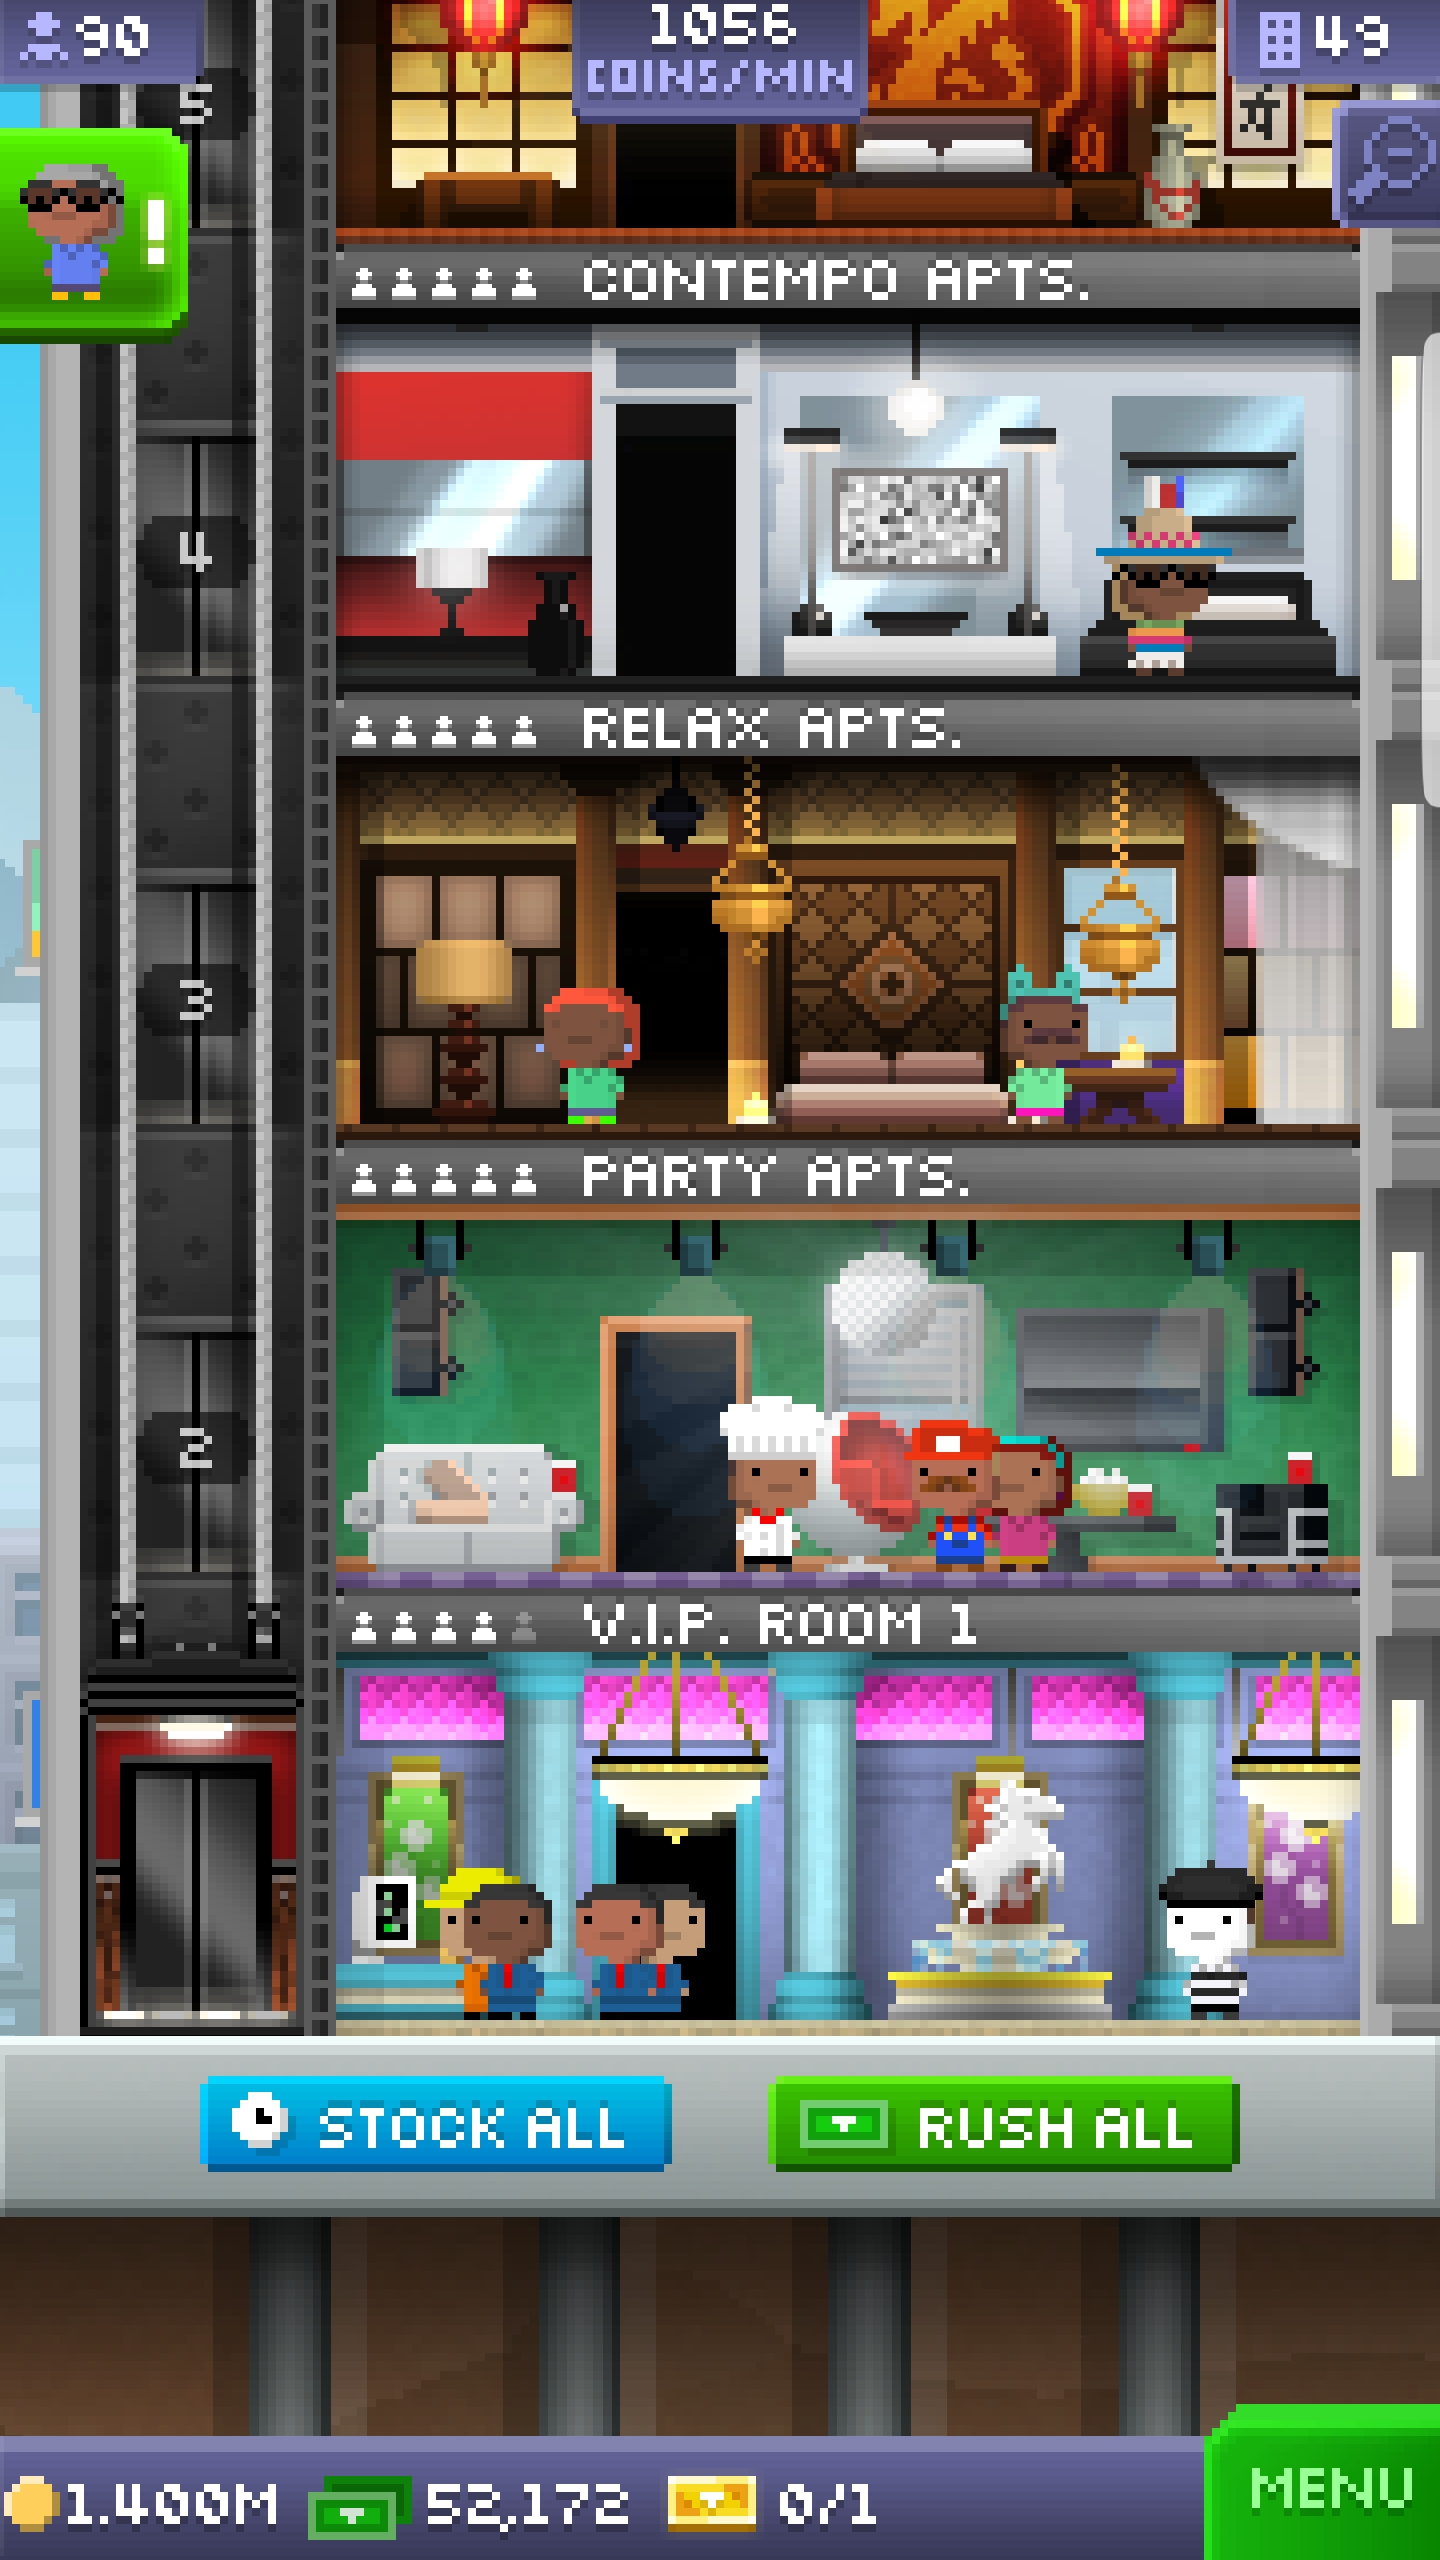 90
1056
COINS/MIN
49
5
!
CONTEMPO APTS.
4
RELAX APTS.
3
PARTY APTS.
2
V.I.P. ROOM 1
STOCK ALL
RUSH ALL
1.400M
52,172
0/1
MENU